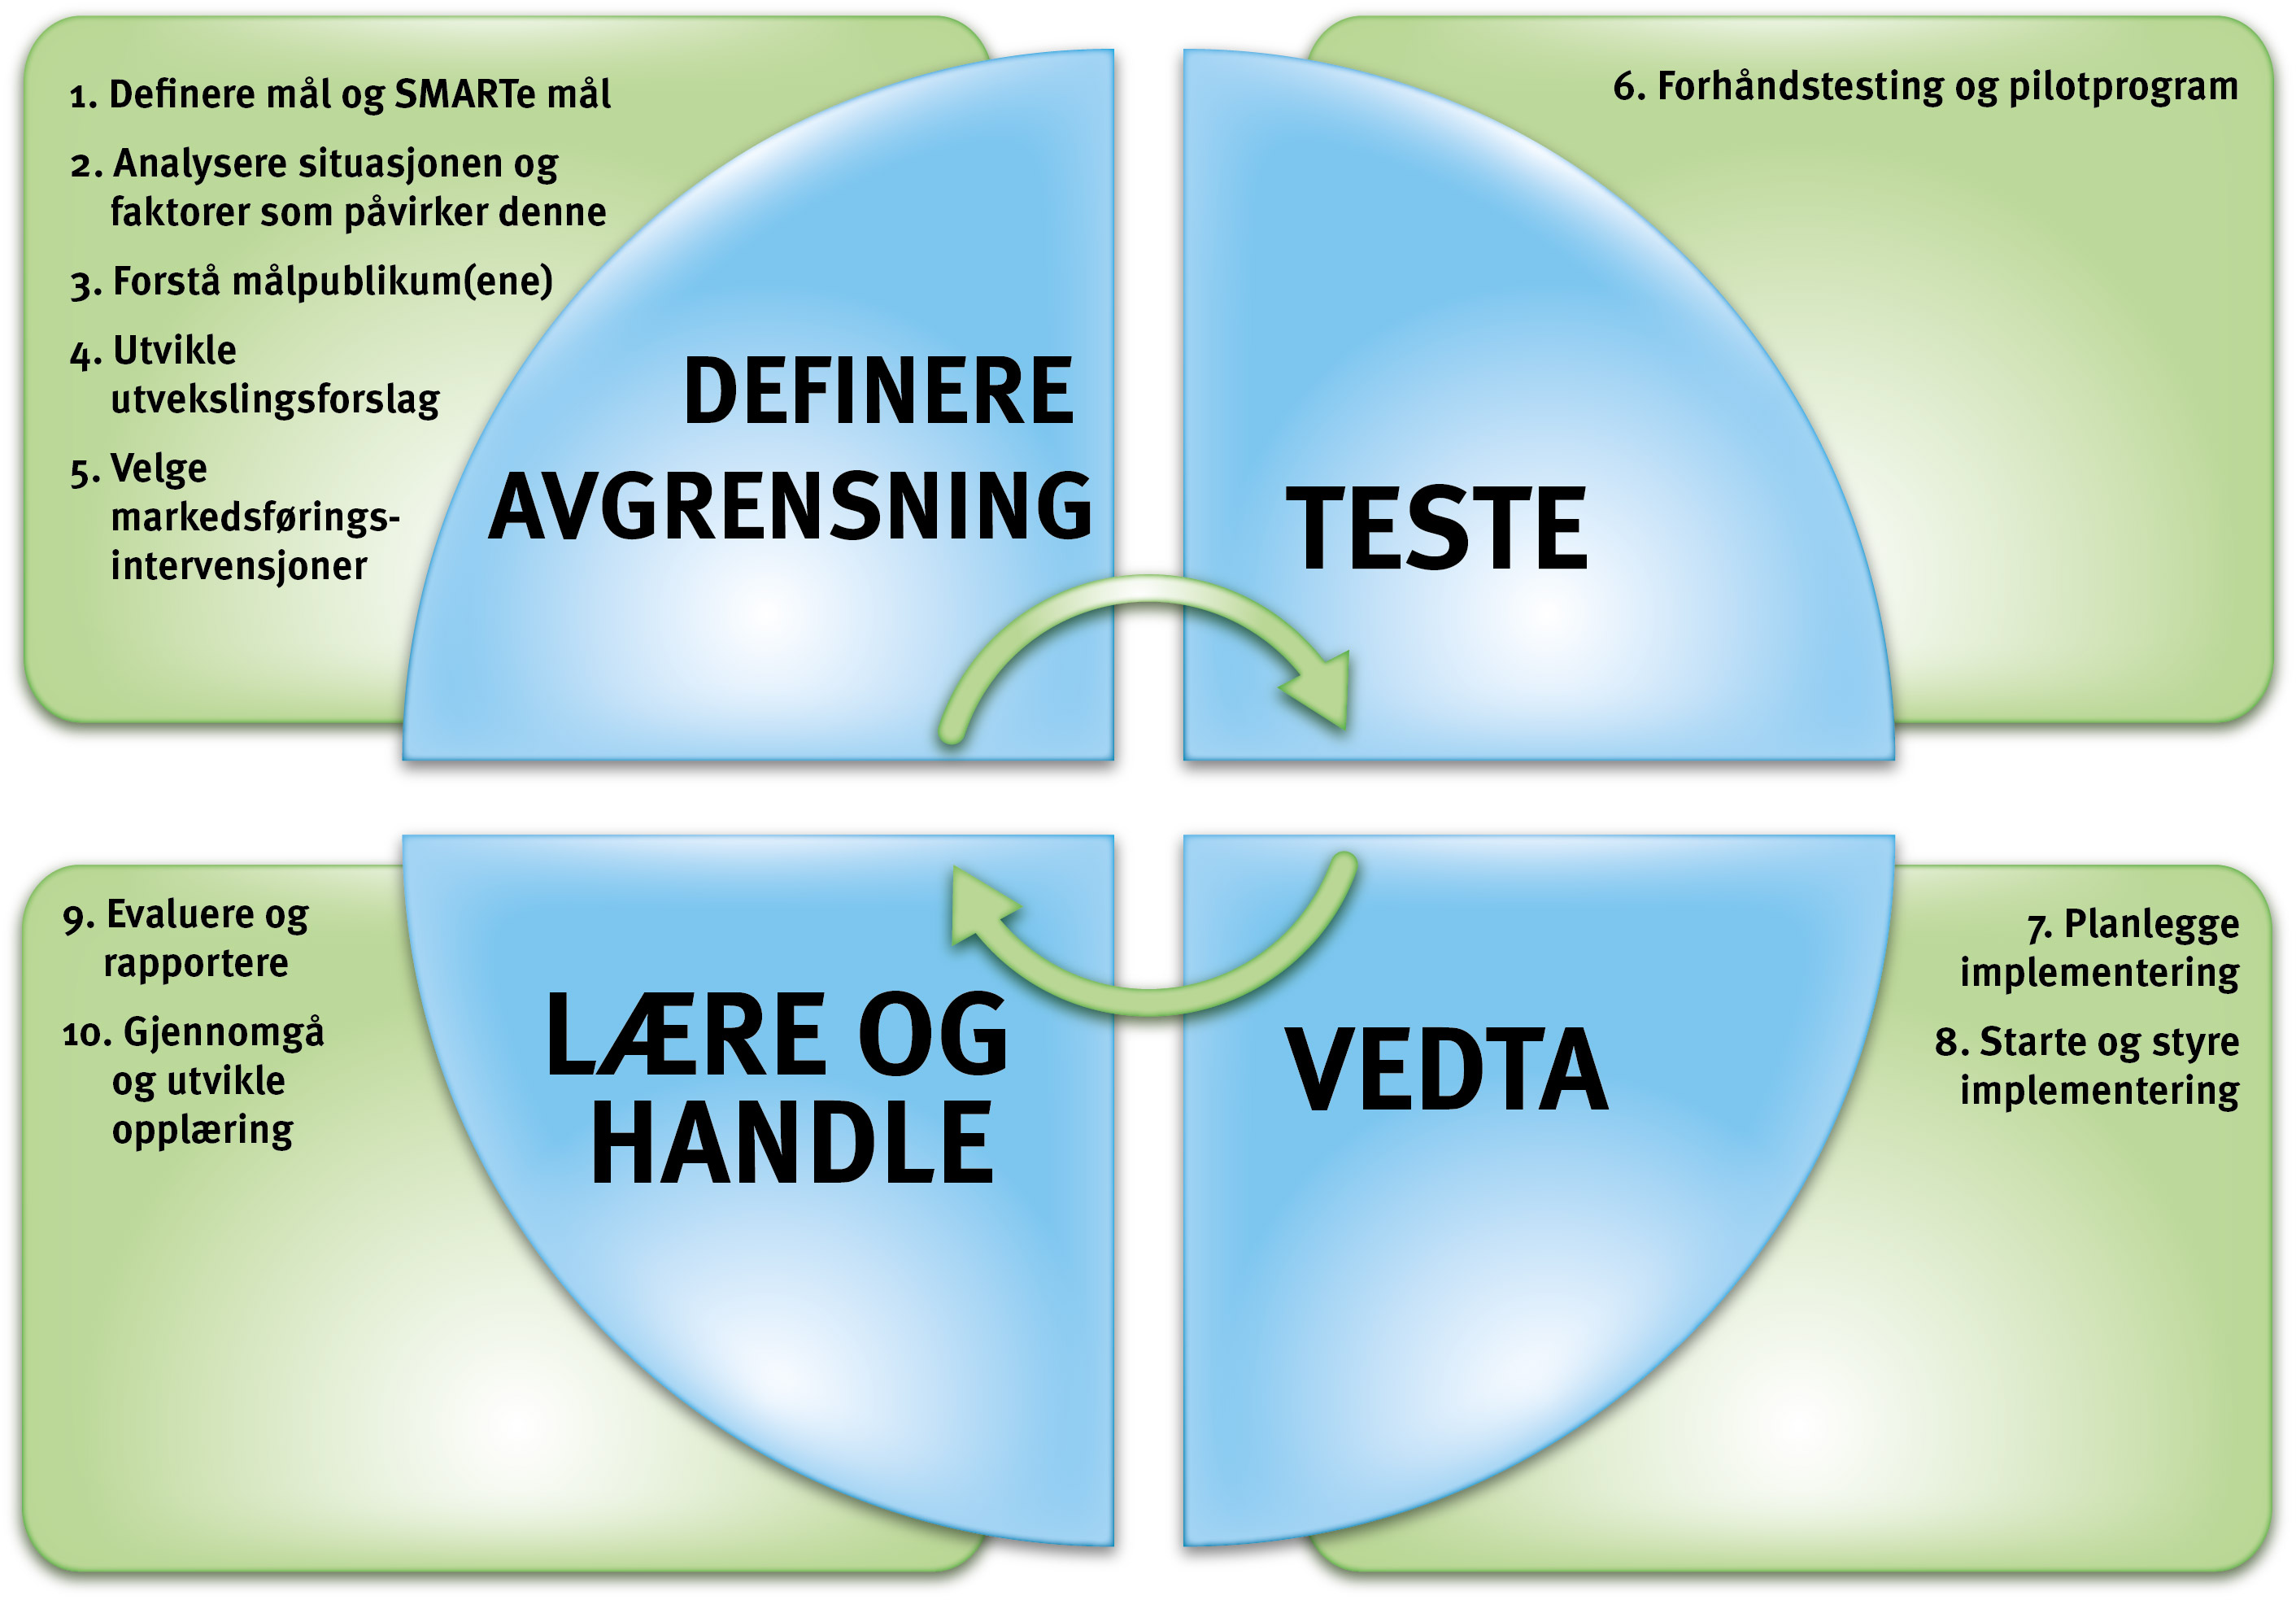 1. Definere mål og SMARTe mål
2. Analysere situasjonen og
faktorer som påvirker denne
3. Forstå målpublikum(ene)
4. Utvikle
utvekslingsforslag
5. Velge
markedsførings-
intervensjoner
DEFINERE
AVGRENSNING
6. Forhåndstesting og pilotprogram
TESTE
9. Evaluere og
rapportere
10. Gjennomgå
og utvikle
opplæring
LÆRE OG
HANDLE
7. Planlegge
implementering
8. Starte og styre
implementering
VEDTA